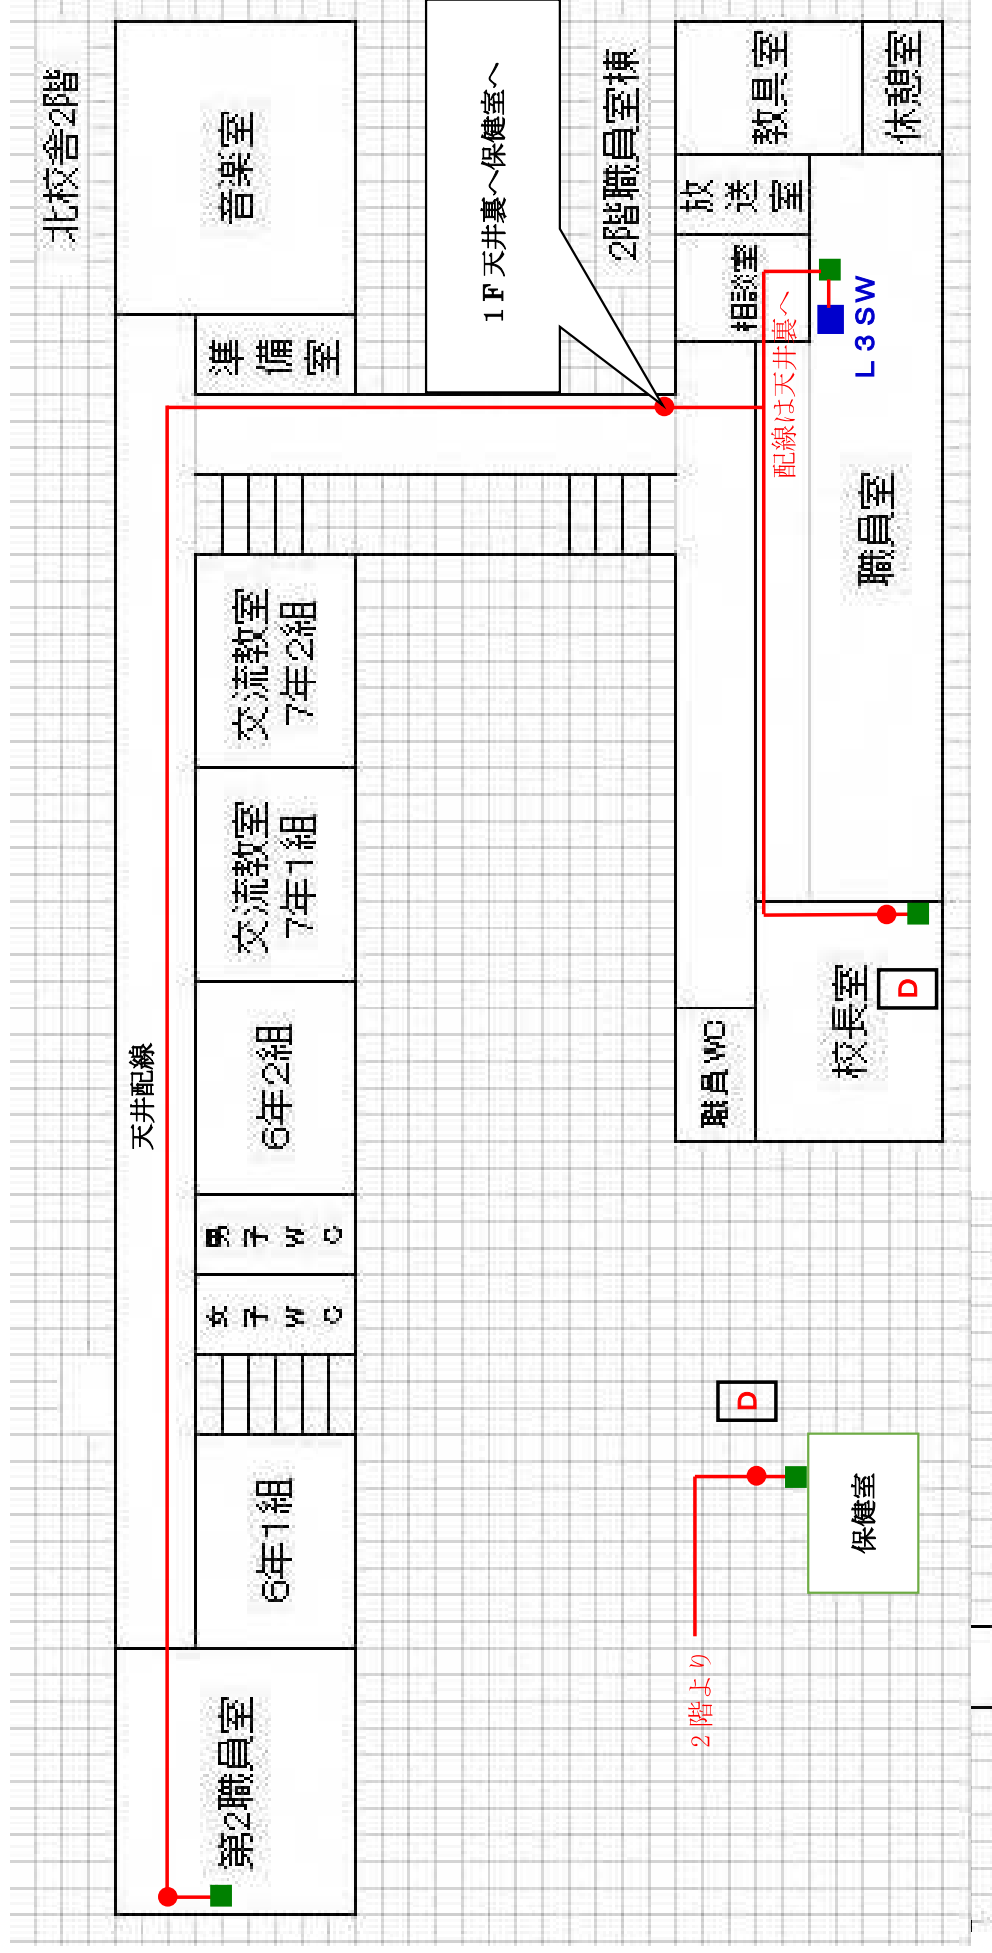 北校舎2階
音楽室
準備室
交流教室
7年2組
交流教室
7年1組
6年2組
男子WC
女子WC
6年1組
第2職員室
天井配線
1F天井裏へ保健室へ
2階職員室棟
教具室
休憩室
放送室
相談室
配線は天井裏へ
L3SW
職員室
校長室
D
職員WC
D
保健室
2階より